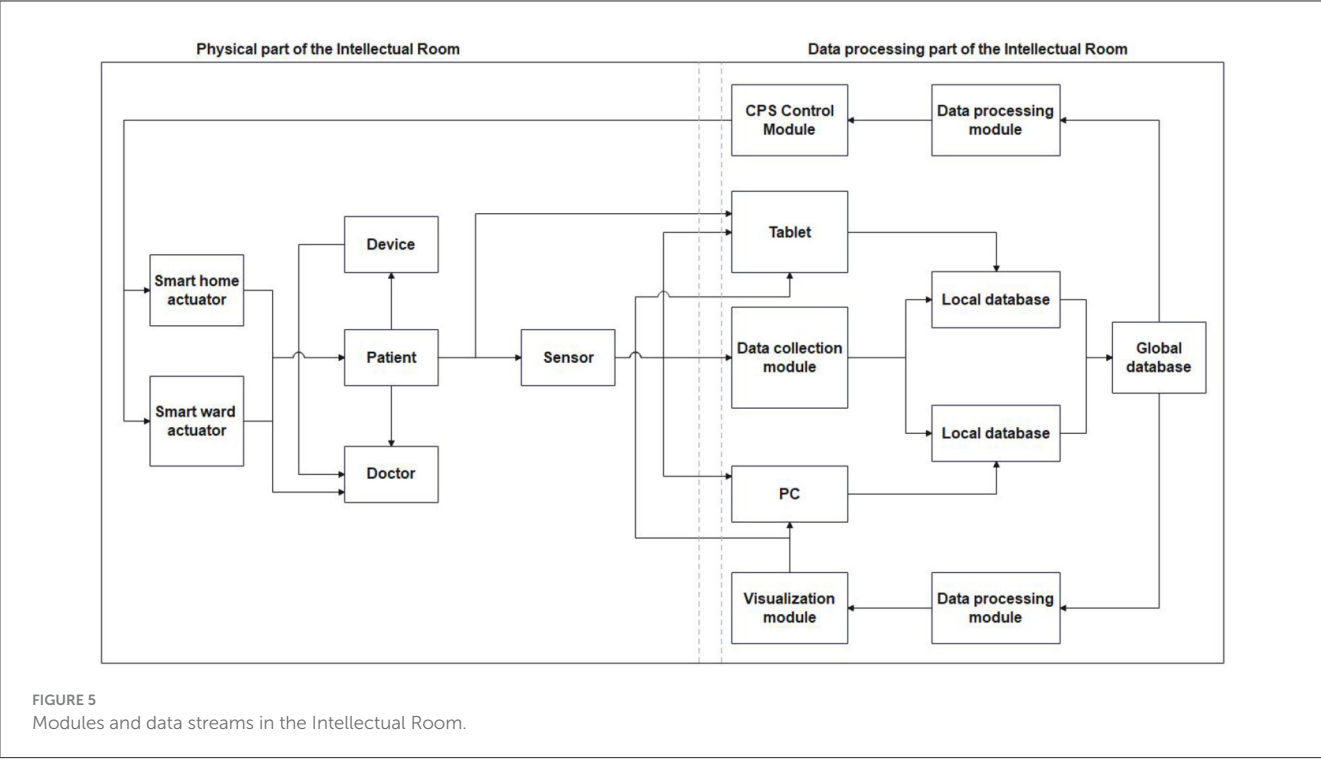 Physical part of the Intellectual Room
Data processing part of the Intellectual Room
CPS Control
Module
Data processing
module
Tablet
Device
Smart home
actuator
Local database
Patient
Sensor
Data collection
module
Global
database
Smart ward
actuator
Local database
Doctor
PC
Visualization
module
Data processing
module
FIGURE 5
Modules and data streams in the Intellectual Room.